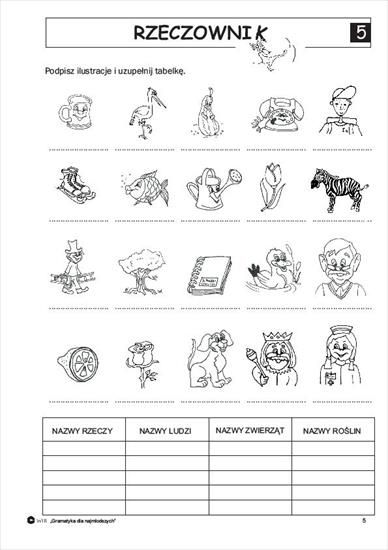 RZECZOWNIK
5
Podpisz ilustracje i uzupełnij tabelkę.
NAZWY RZECZY NAZWY LUDZI NAZWY ZWIERZĄT NAZWY ROŚLIN
WIR „Gramatyka dla najmłodszych" 5